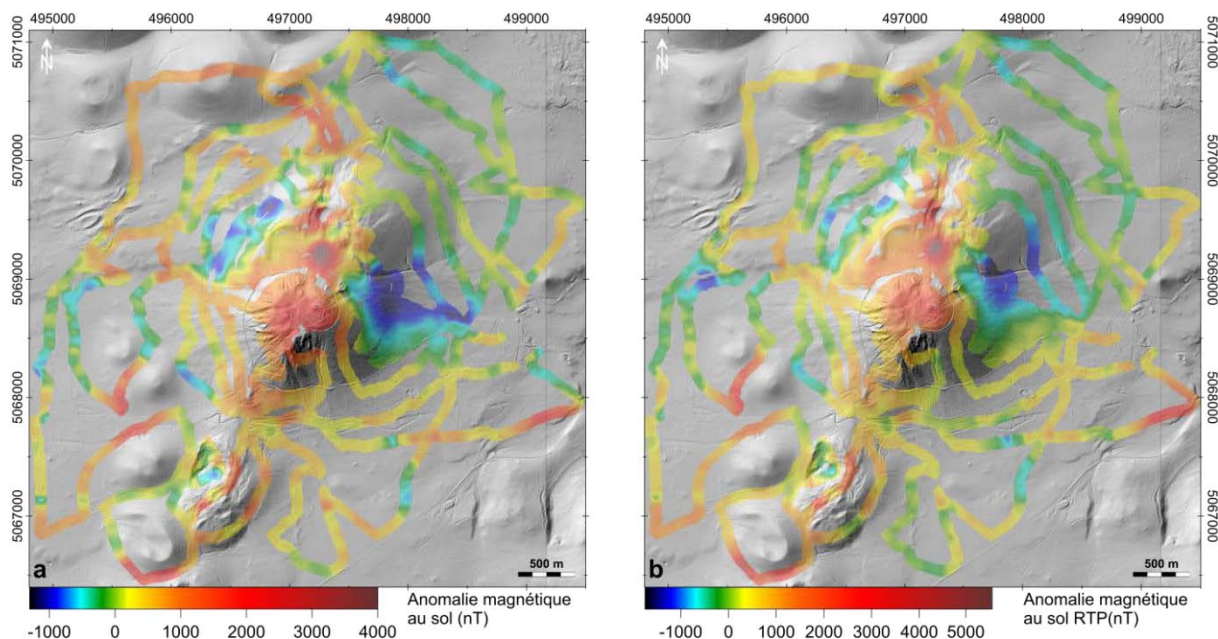 495000 496000 497000 498000 499000
5071000
5070000
5069000
5068000
5067000
N
a
500 m
-1000 0 1000 2000 3000 4000
Anomalie magnétique
au sol (nT)
495000 496000 497000 498000 499000
5071000
5070000
5069000
5068000
5067000
N
b
500 m
-1000 0 1000 2000 3000 4000 5000
Anomalie magnétique
au sol RTP(nT)